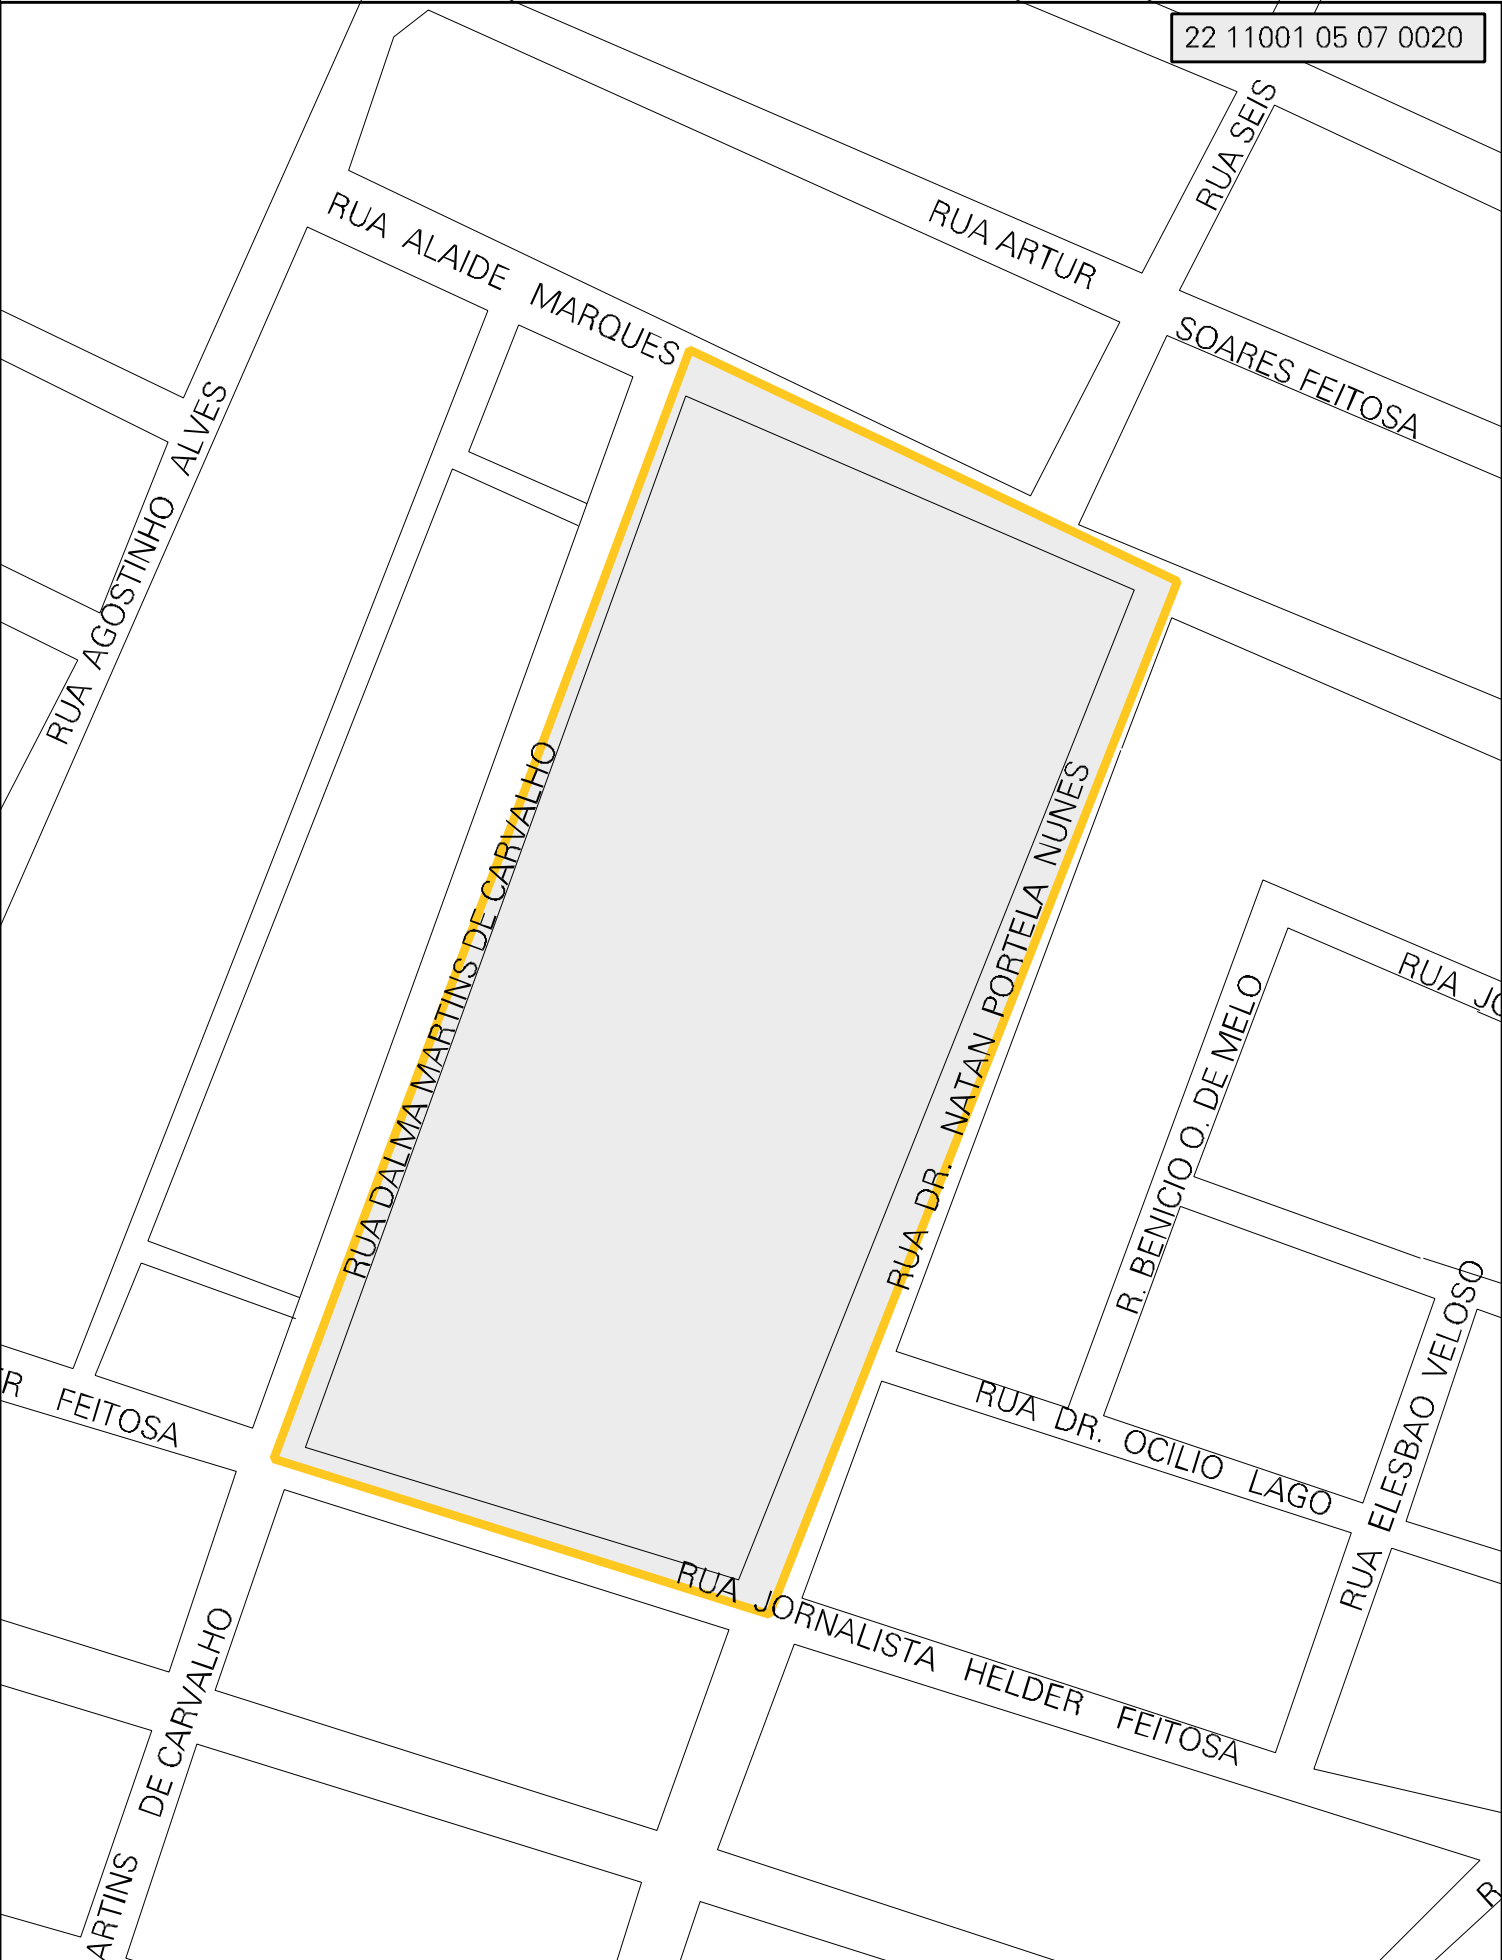 22 11001 05 07 0020
RUA SEIS
RUA ARTUR
SOARES FEITOSA
RUA ALAIDE MARQUES
RUA AGOSTINHO ALVES
RUA DALMA MARTINS DE CARVALHO
RUA DR. NATAN PORTELA NUNES
RUA JO
R. BENICIO O. DE MELO
RUA ELESBAO VELOSO
RUA DR. OCILIO LAGO
R FEITOSA
RUA JORNALISTA HELDER FEITOSA
ARTINS DE CARVALHO
R